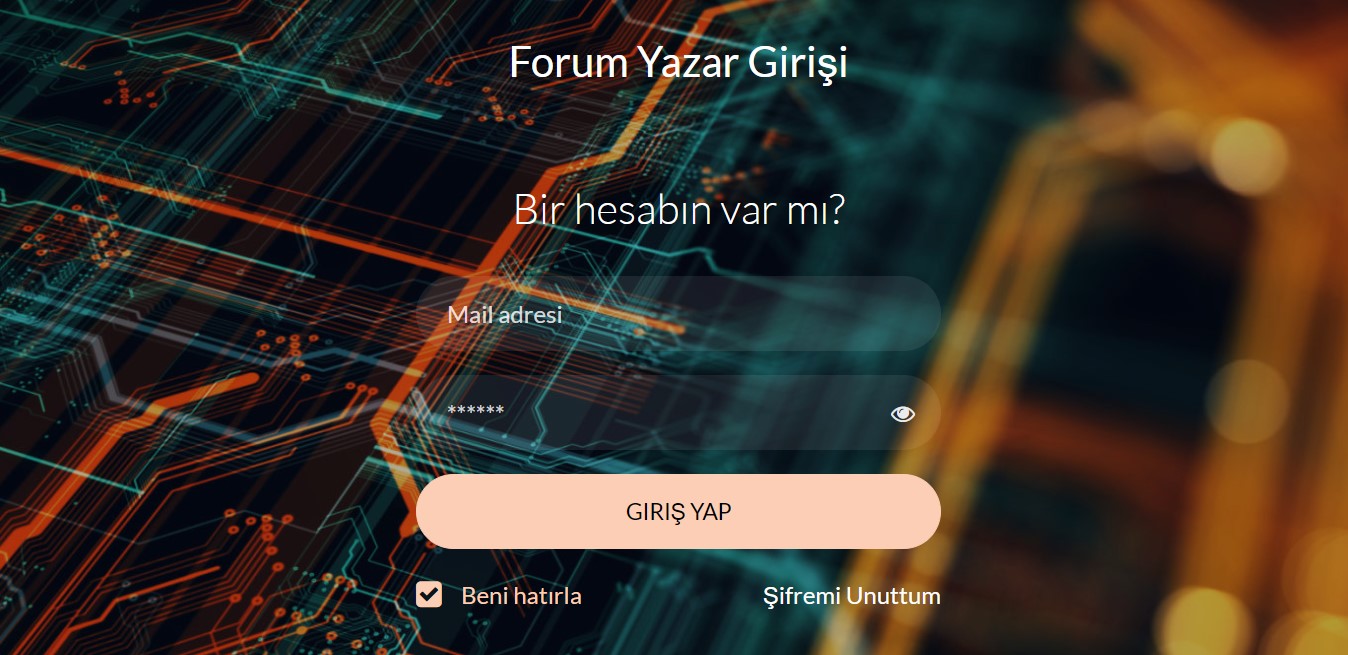 Forum Yazar Girişi
Bir hesabın var mı?
Mail adresi
******
GIRIŞ YAP
Beni hatırla
Şifremi Unuttum